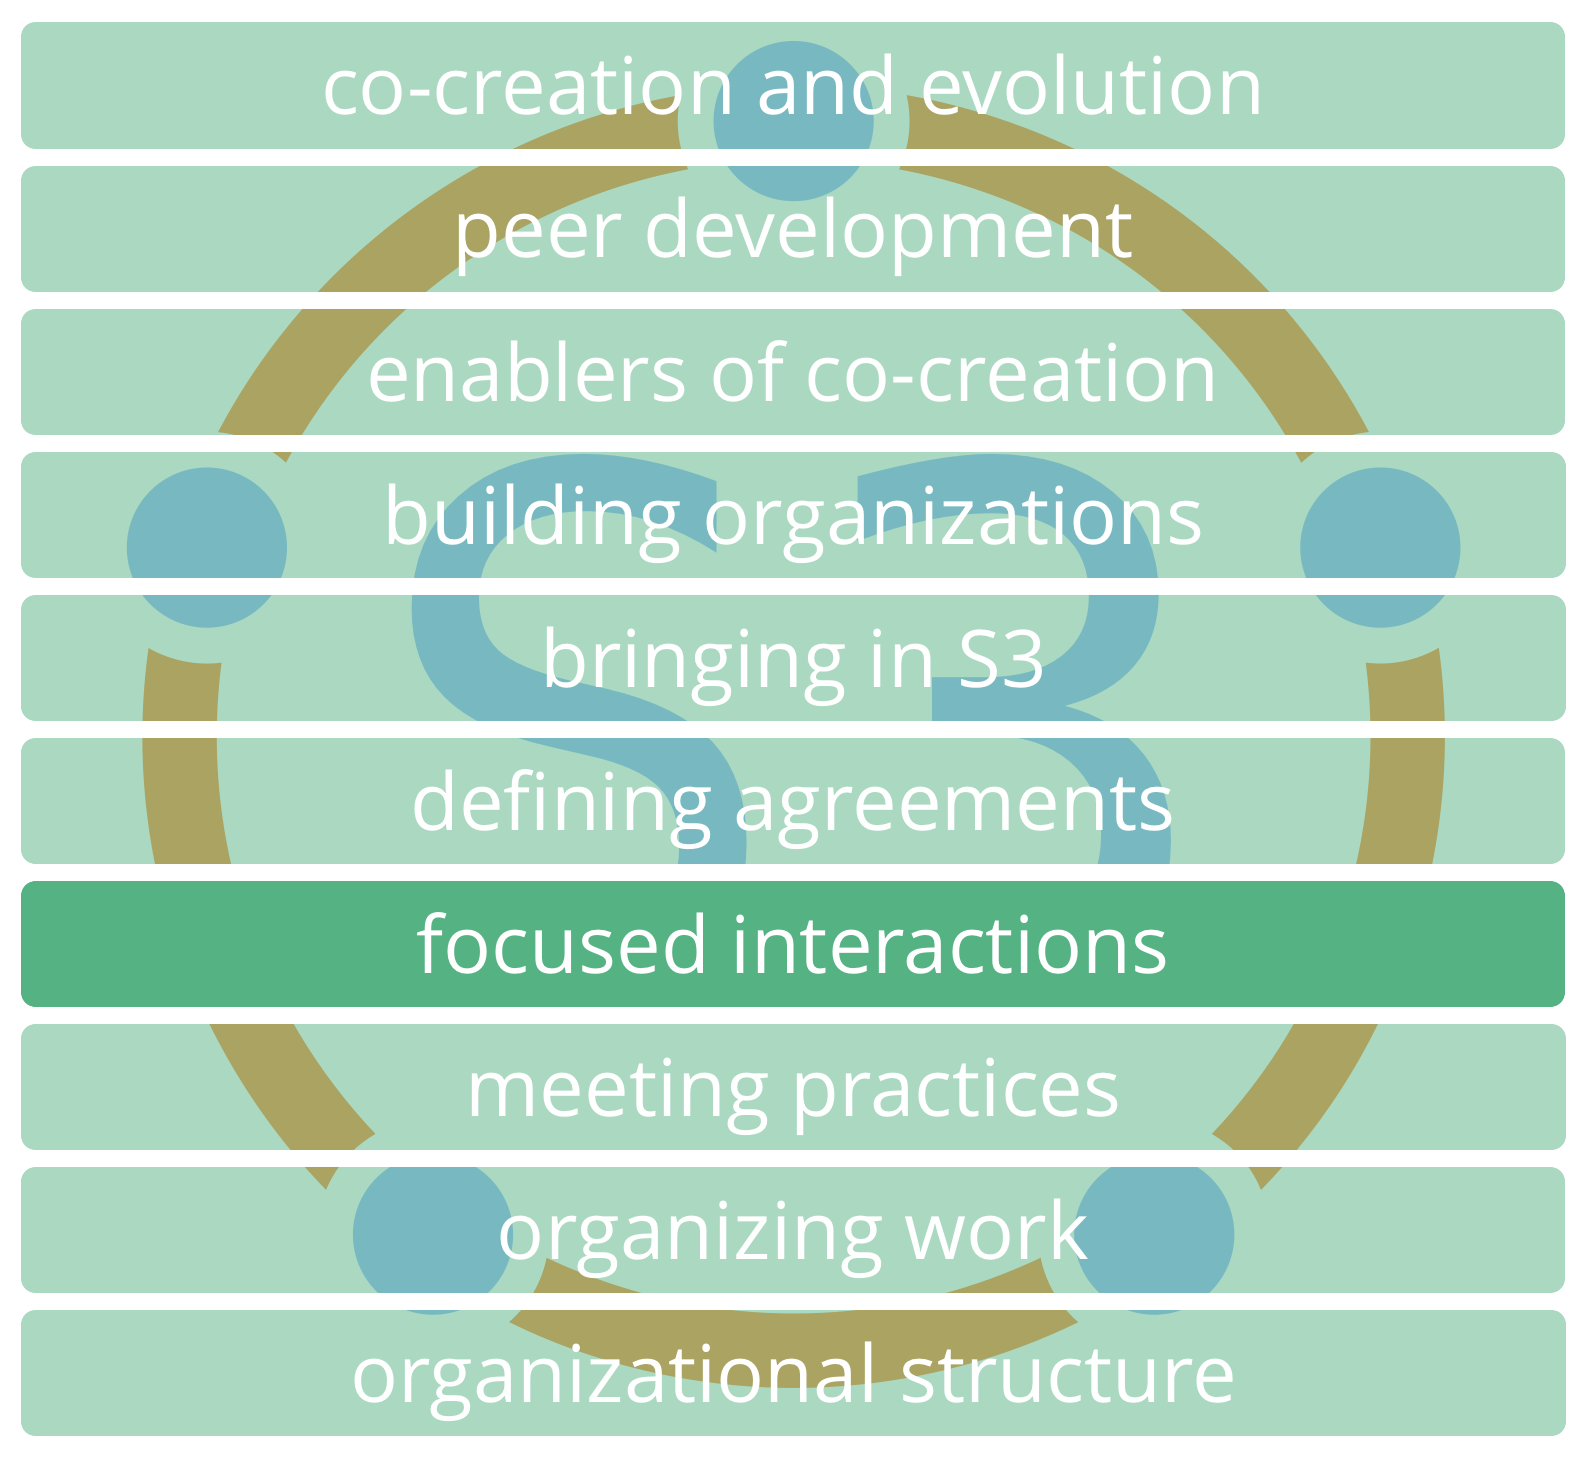 co-creation and evolution
peer development
enablers of co-creation
building organizations
bringing in S3
defining agreements
focused interactions
meeting practices
organizing work
organizational structure
S3